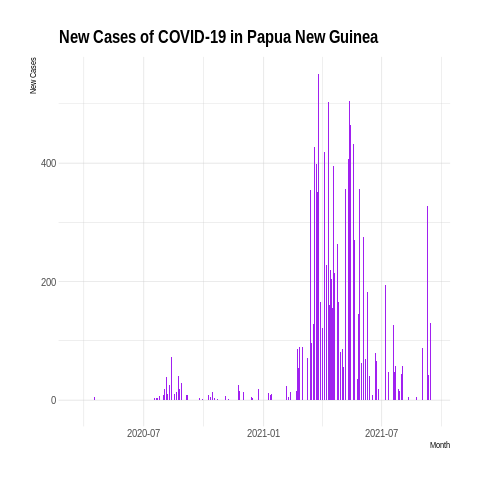 New Cases of COVID-19 in Papua New Guinea
New Cases
400
200
0
2020-07 2021-01 2021-07
Month